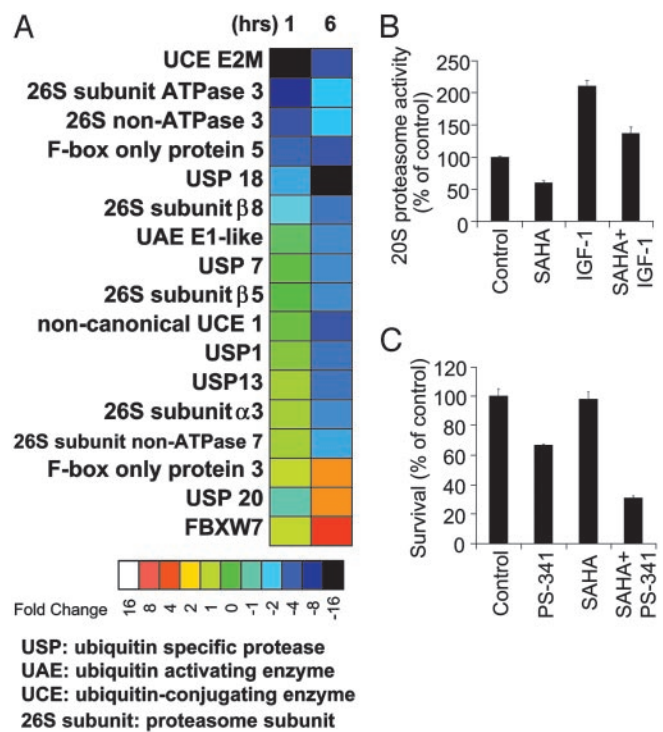 A
(hrs) 1 6
UCE E2M
26S subunit ATPase 3
26S non-ATPase 3
F-box only protein 5
USP 18
26S subunit β8
UAE E1-like
USP 7
26S subunit β5
non-canonical UCE 1
USP1
USP13
26S subunit α3
26S subunit non-ATPase 7
F-box only protein 3
USP 20
FBXW7
Fold Change
16 8 4 2 1 0 -1 -2 -4 -8 -16
USP: ubiquitin specific protease
UAE: ubiquitin activating enzyme
UCE: ubiquitin-conjugating enzyme
26S subunit: proteasome subunit
B
20S proteasome activity
(% of control)
250
200
150
100
50
0
Control
SAHA
IGF-1
SAHA+
IGF-1
C
Survival (% of control)
120
100
80
60
40
20
0
Control
PS-341
SAHA
SAHA+
PS-341